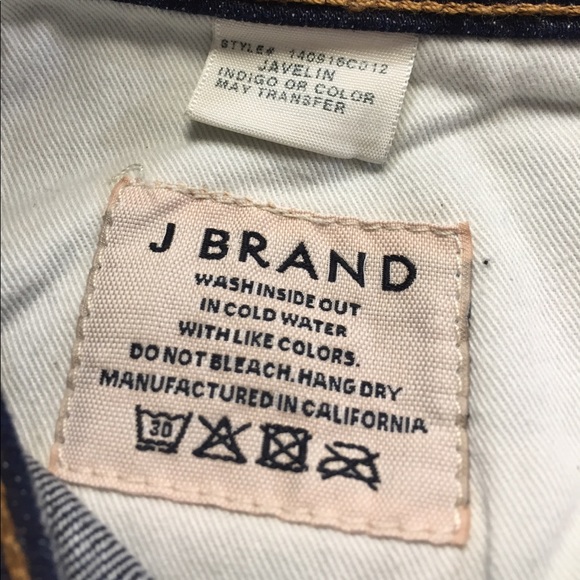 STYLE# 140916C012
JAVELIN
INDIGO OR COLOR
MAY TRANSFER
J BRAND
WASH INSIDE OUT
IN COLD WATER
WITH LIKE COLORS.
DO NOT BLEACH. HANG DRY
MANUFACTURED IN CALIFORNIA
30